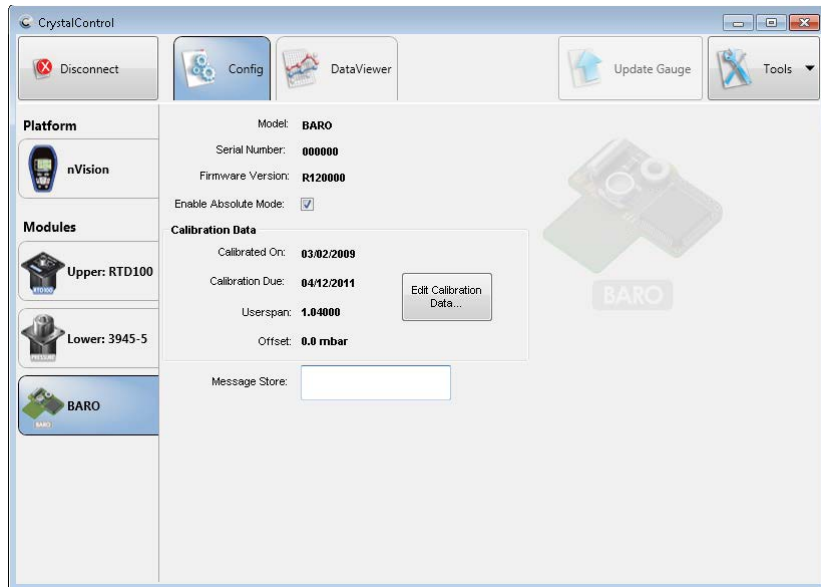 CrystalControl
Disconnect
Config
DataViewer
Update Gauge
Tools
Platform
nVision
Modules
Upper: RTD100
RTD100
Lower: 3945-5
PRESSURE
BARO
BARO
Model: BARO
Serial Number: 000000
Firmware Version: R120000
Enable Absolute Mode:
Calibration Data
Calibrated On: 03/02/2009
Calibration Due: 04/12/2011
Userspan: 1.04000
Offset: 0.0 mbar
Edit Calibration
Data...
Message Store:
BARO